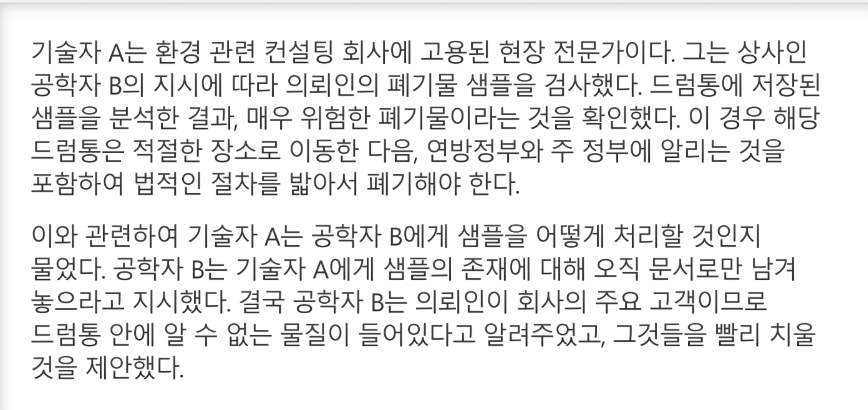 기술자 A는 환경 관련 컨설팅 회사에 고용된 현장 전문가이다. 그는 상사인
공학자 B의 지시에 따라 의뢰인의 폐기물 샘플을 검사했다. 드럼통에 저장된
샘플을 분석한 결과, 매우 위험한 폐기물이라는 것을 확인했다. 이 경우 해당
드럼통은 적절한 장소로 이동한 다음, 연방정부와 주 정부에 알리는 것을
포함하여 법적인 절차를 밟아서 폐기해야 한다.
이와 관련하여 기술자 A는 공학자 B에게 샘플을 어떻게 처리할 것인지
물었다. 공학자 B는 기술자 A에게 샘플의 존재에 대해 오직 문서로만 남겨
놓으라고 지시했다. 결국 공학자 B는 의뢰인이 회사의 주요 고객이므로
드럼통 안에 알 수 없는 물질이 들어있다고 알려주었고, 그것들을 빨리 치울
것을 제안했다.